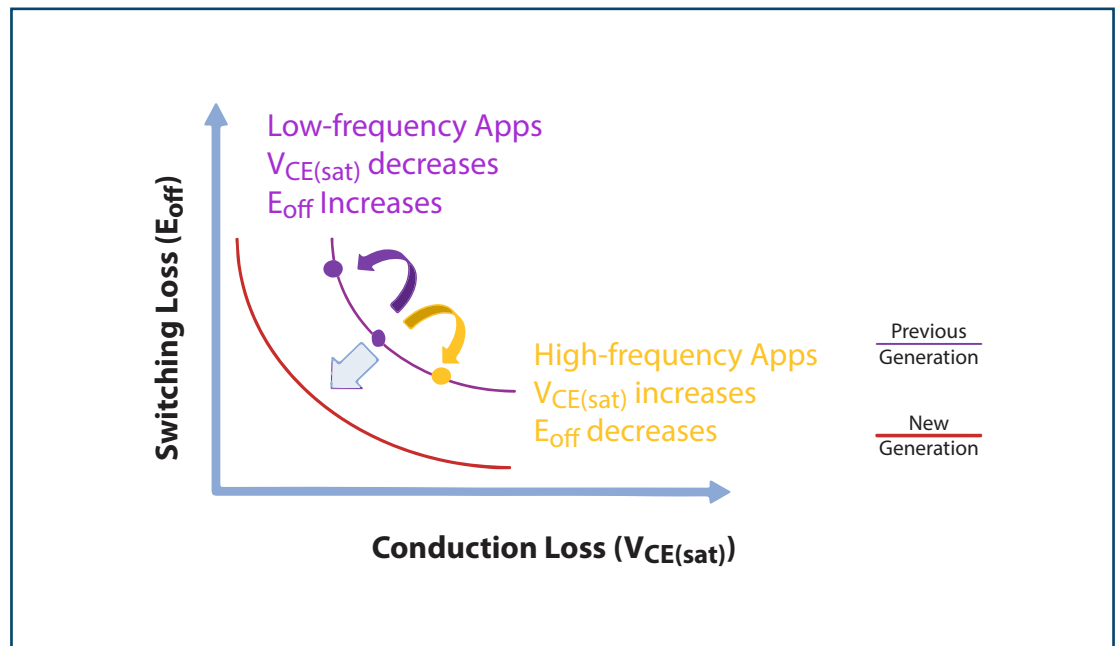 Low-frequency Apps
VCE(sat) decreases
Eoff Increases
Switching Loss (Eoff)
High-frequency Apps
VCE(sat) increases
Eoff decreases
Previous
Generation
New
Generation
Conduction Loss (VCE(sat))